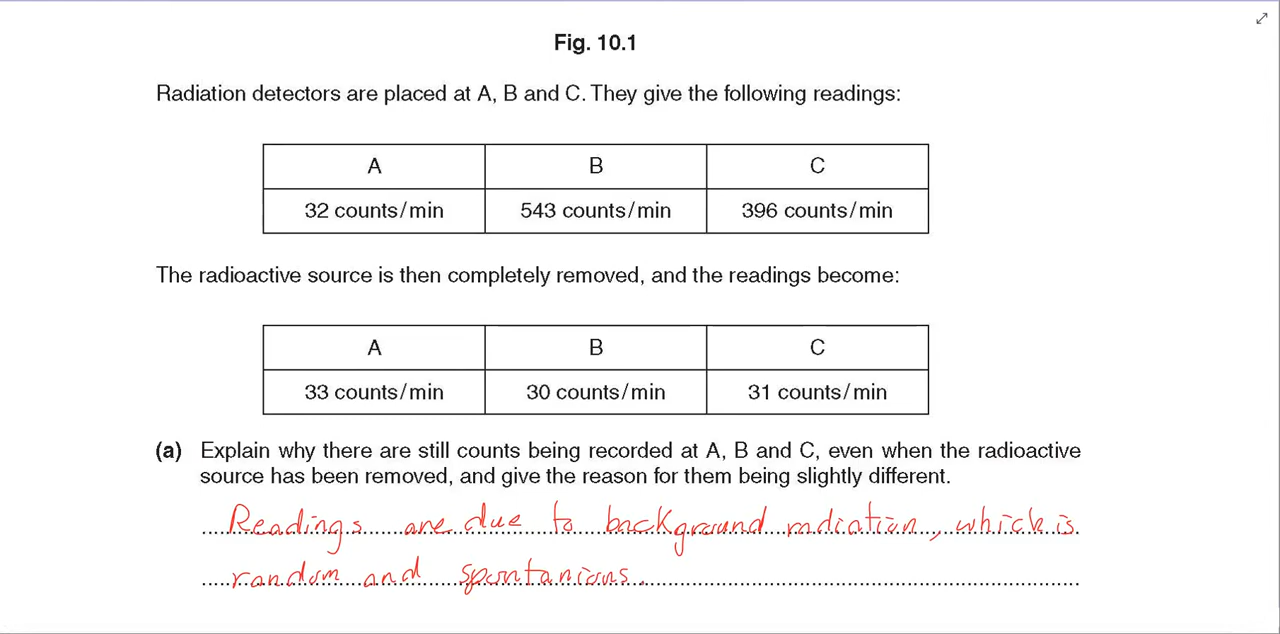 Fig. 10.1
Radiation detectors are placed at A, B and C. They give the following readings:
A B C
32 counts/min 543 counts/min 396 counts/min
The radioactive source is then completely removed, and the readings become:
A B C
33 counts/min 30 counts/min 31 counts/min
(a) Explain why there are still counts being recorded at A, B and C, even when the radioactive
source has been removed, and give the reason for them being slightly different.
Readings are due to background radiation, which is
random and spontanious.